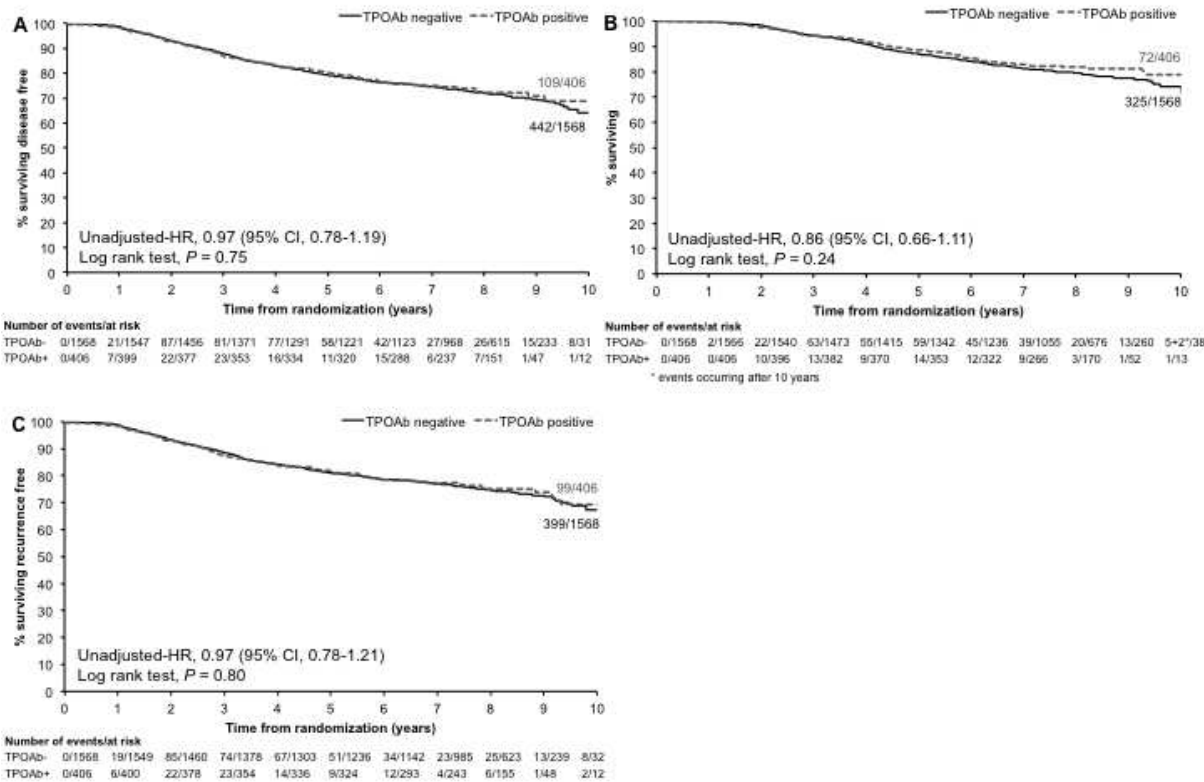 A
TPOAb negative TPOAb positive
% surviving disease free
100
90
80
70
60
50
40
30
20
10
0
109/406
442/1568
Unadjusted-HR, 0.97 (95% CI, 0.78-1.19)
Log rank test, P = 0.75
0 1 2 3 4 5 6 7 8 9 10
Time from randomization (years)
Number of events/at risk
TPOAb- 0/1568 21/1547 87/1456 81/1371 77/1291 58/1221 42/1123 27/968 26/615 15/233 8/31
TPOAb+ 0/406 7/399 22/377 23/353 16/334 11/320 15/288 6/237 7/151 1/47 1/12
B
TPOAb negative TPOAb positive
% surviving
100
90
80
70
60
50
40
30
20
10
0
72/406
325/1568
Unadjusted-HR, 0.86 (95% CI, 0.66-1.11)
Log rank test, P = 0.24
0 1 2 3 4 5 6 7 8 9 10
Time from randomization (years)
Number of events/at risk
TPOAb- 0/1568 2/1566 22/1540 63/1473 55/1415 59/1342 45/1236 39/1055 20/676 13/260 5+2*/38
TPOAb+ 0/406 0/406 10/396 13/382 9/370 14/353 12/322 9/266 3/170 1/52 1/13
* events occurring after 10 years
C
TPOAb negative TPOAb positive
% surviving recurrence free
100
90
80
70
60
50
40
30
20
10
0
99/406
399/1568
Unadjusted-HR, 0.97 (95% CI, 0.78-1.21)
Log rank test, P = 0.80
0 1 2 3 4 5 6 7 8 9 10
Time from randomization (years)
Number of events/at risk
TPOAb- 0/1568 19/1549 85/1460 74/1378 67/1303 51/1236 34/1142 23/985 25/623 13/239 8/32
TPOAb+ 0/406 6/400 22/378 23/354 14/336 9/324 12/293 4/243 6/155 1/48 2/12